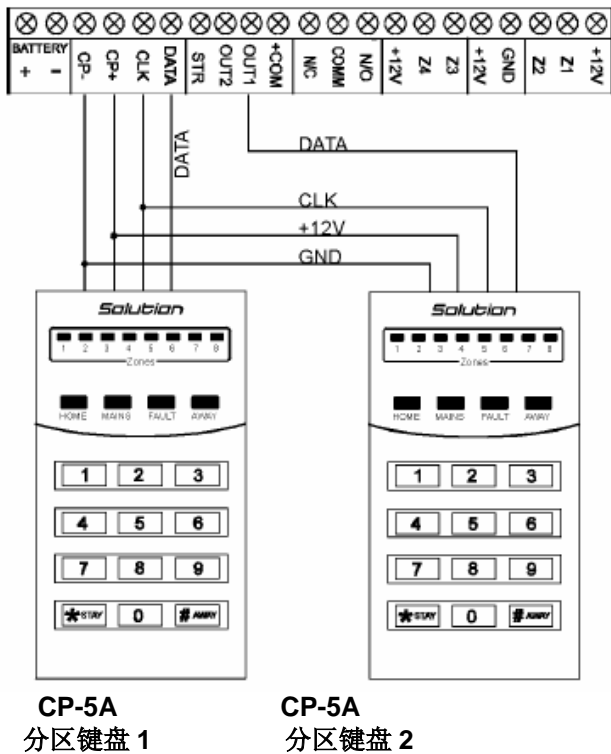 BATTERY
+ - CP- CP+ CLK DATA STR OUT2 OUT1 +COM N/C COMM N/O +12V Z4 Z3 +12V GND Z2 Z1 +12V
DATA
DATA
CLK
+12V
GND
Solution
1 2 3 4 5 6 7 8
Zones
HOME MAINS FAULT AWAY
1 2 3
4 5 6
7 8 9
*STAY 0 #AWAY
Solution
1 2 3 4 5 6 7 8
Zones
HOME MAINS FAULT AWAY
1 2 3
4 5 6
7 8 9
*STAY 0 #AWAY
CP-5A CP-5A
分区键盘 1 分区键盘 2